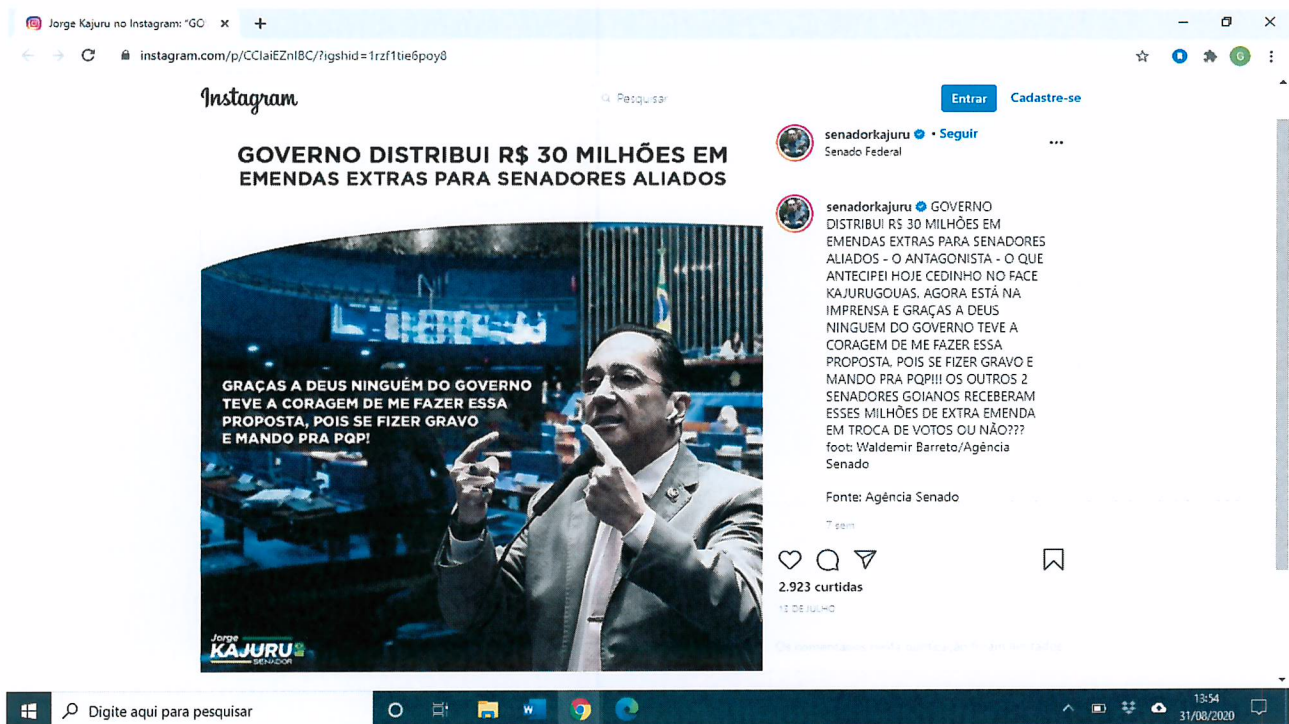 Jorge Kajuru no Instagram: "GO
instagram.com/p/CCIaiEZnIBC/?igshid=1rzf1tie6poy8
G
Instagram
Pesquisar
Entrar
Cadastre-se
GOVERNO DISTRIBUI R$ 30 MILHÕES EM
EMENDAS EXTRAS PARA SENADORES ALIADOS
GRAÇAS A DEUS NINGUÉM DO GOVERNO
TEVE A CORAGEM DE ME FAZER ESSA
PROPOSTA, POIS SE FIZER GRAVO
E MANDO PRA PQP!
Jorge
KAJURU
SENADOR
senadorkajuru • Seguir
Senado Federal
senadorkajuru GOVERNO
DISTRIBUI R$ 30 MILHÕES EM
EMENDAS EXTRAS PARA SENADORES
ALIADOS - O ANTAGONISTA - O QUE
ANTECIPEI HOJE CEDINHO NO FACE
KAJURUGOUAS. AGORA ESTÁ NA
IMPRENSA E GRAÇAS A DEUS
NINGUEM DO GOVERNO TEVE A
CORAGEM DE ME FAZER ESSA
PROPOSTA, POIS SE FIZER GRAVO E
MANDO PRA PQP!!! OS OUTROS 2
SENADORES GOIANOS RECEBERAM
ESSES MILHÕES DE EXTRA EMENDA
EM TROCA DE VOTOS OU NÃO???
foot: Waldemir Barreto/Agência
Senado
Fonte: Agência Senado
7 sem
2.923 curtidas
DE JULHO
Digite aqui para pesquisar
13:54
31/08/2020